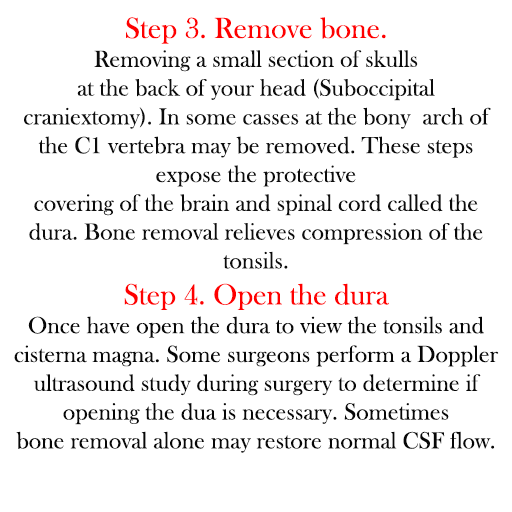 Step 3. Remove bone.
Removing a small section of skulls
at the back of your head (Suboccipital
craniextomy). In some casses at the bony  arch of
the C1 vertebra may be removed. These steps
expose the protective
covering of the brain and spinal cord called the
dura. Bone removal relieves compression of the
tonsils.
Step 4. Open the dura
Once have open the dura to view the tonsils and
cisterna magna. Some surgeons perform a Doppler
ultrasound study during surgery to determine if
opening the dua is necessary. Sometimes
bone removal alone may restore normal CSF flow.